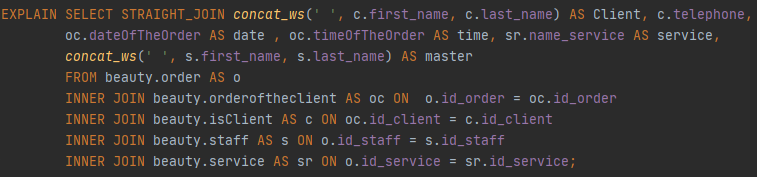 EXPLAIN SELECT STRAIGHT_JOIN concat_ws(' ', c.first_name, c.last_name) AS Client, c.telephone,
oc.dateOfTheOrder AS date , oc.timeOfTheOrder AS time, sr.name_service AS service,
concat_ws(' ', s.first_name, s.last_name) AS master
FROM beauty.order AS o
INNER JOIN beauty.orderoftheclient AS oc ON  o.id_order = oc.id_order
INNER JOIN beauty.isClient AS c ON oc.id_client = c.id_client
INNER JOIN beauty.staff AS s ON o.id_staff = s.id_staff
INNER JOIN beauty.service AS sr ON o.id_service = sr.id_service;